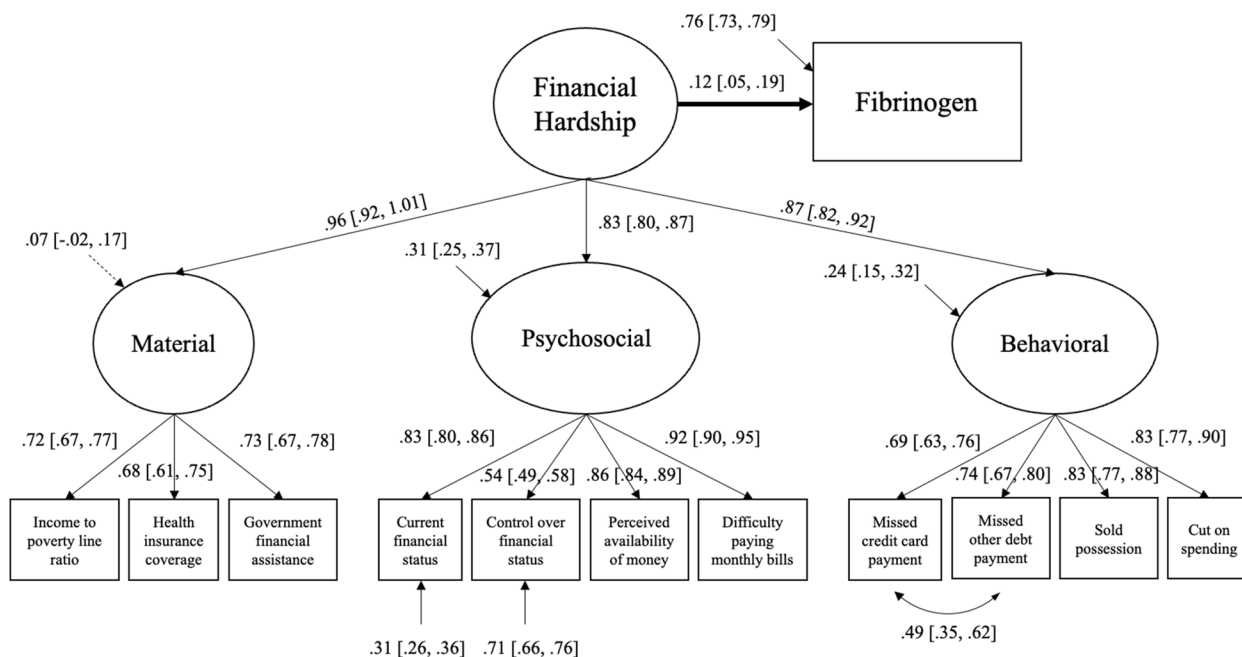 .76 [.73, .79]
Financial
Hardship
.12 [.05, .19]
Fibrinogen
.96 [.92, 1.01]
.83 [.80, .87]
.87 [.82, .92]
.07 [-.02, .17]
.31 [.25, .37]
.24 [.15, .32]
Material
Psychosocial
Behavioral
.72 [.67, .77]
.68 [.61, .75]
.73 [.67, .78]
.83 [.80, .86]
.54 [.49, .58]
.86 [.84, .89]
.92 [.90, .95]
.69 [.63, .76]
.74 [.67, .80]
.83 [.77, .88]
.83 [.77, .90]
Income to
poverty line
ratio
Health
insurance
coverage
Government
financial
assistance
Current
financial
status
Control over
financial
status
Perceived
availability
of money
Difficulty
paying
monthly bills
Missed
credit card
payment
Missed
other debt
payment
Sold
possession
Cut on
spending
.31 [.26, .36]
.71 [.66, .76]
.49 [.35, .62]